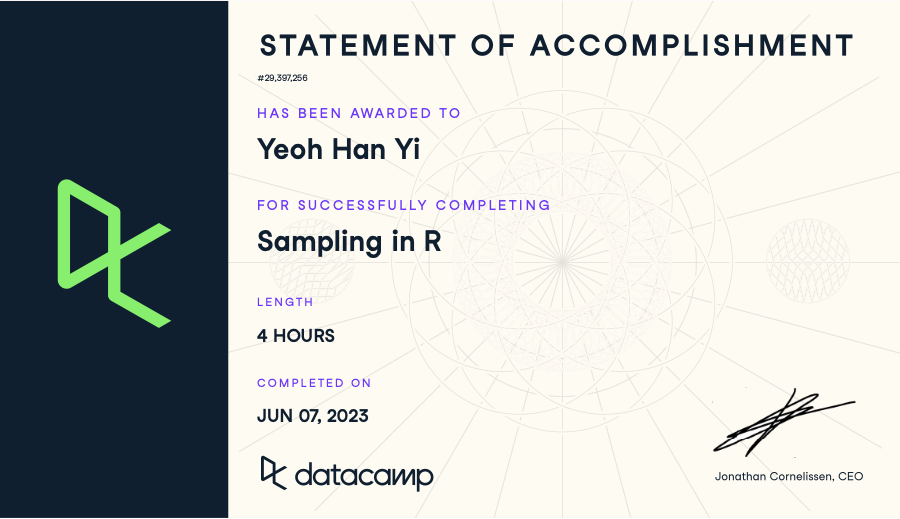 STATEMENT OF ACCOMPLISHMENT
#29,397,256
HAS BEEN AWARDED TO
Yeoh Han Yi
FOR SUCCESSFULLY COMPLETING
Sampling in R
LENGTH
4 HOURS
COMPLETED ON
JUN 07, 2023
datacamp
Jonathan Cornelissen, CEO